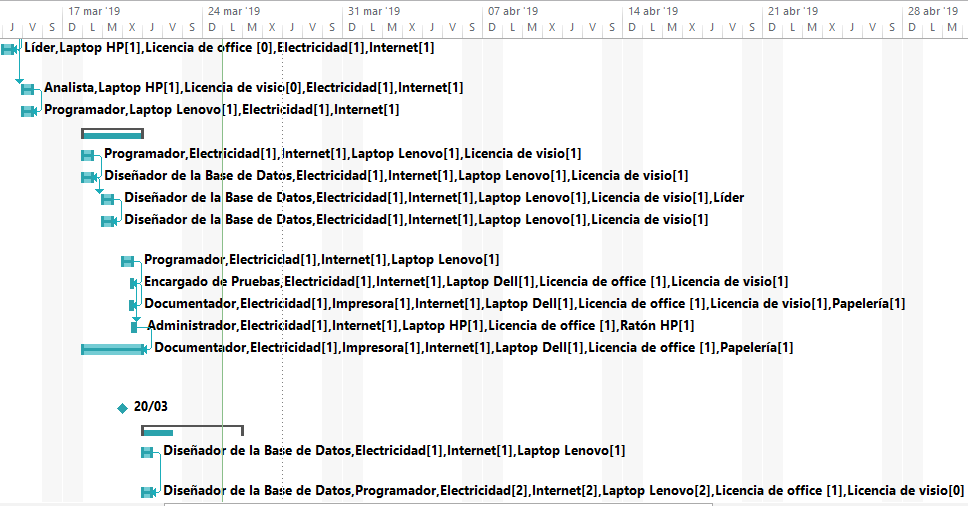 17 mar '19 24 mar '19 31 mar '19 07 abr '19 14 abr '19 21 abr '19 28 abr '19
J V S D L M X J V S D L M X J V S D L M X J V S D L M X J V S D L M X J V S D L M X J V S D L M
Líder,Laptop HP[1],Licencia de office [0],Electricidad[1],Internet[1]
Analista,Laptop HP[1],Licencia de visio[0],Electricidad[1],Internet[1]
Programador,Laptop Lenovo[1],Electricidad[1],Internet[1]
Programador,Electricidad[1],Internet[1],Laptop Lenovo[1],Licencia de visio[1]
Diseñador de la Base de Datos,Electricidad[1],Internet[1],Laptop Lenovo[1],Licencia de visio[1]
Diseñador de la Base de Datos,Electricidad[1],Internet[1],Laptop Lenovo[1],Licencia de visio[1],Líder
Diseñador de la Base de Datos,Electricidad[1],Internet[1],Laptop Lenovo[1],Licencia de visio[1]
Programador,Electricidad[1],Internet[1],Laptop Lenovo[1]
Encargado de Pruebas,Electricidad[1],Internet[1],Laptop Dell[1],Licencia de office [1],Licencia de visio[1]
Documentador,Electricidad[1],Impresora[1],Internet[1],Laptop Dell[1],Licencia de office [1],Licencia de visio[1],Papelería[1]
Administrador,Electricidad[1],Internet[1],Laptop HP[1],Licencia de office [1],Ratón HP[1]
Documentador,Electricidad[1],Impresora[1],Internet[1],Laptop Dell[1],Licencia de office [1],Papelería[1]
20/03
Diseñador de la Base de Datos,Electricidad[1],Internet[1],Laptop Lenovo[1]
Diseñador de la Base de Datos,Programador,Electricidad[2],Internet[2],Laptop Lenovo[2],Licencia de office [1],Licencia de visio[0]